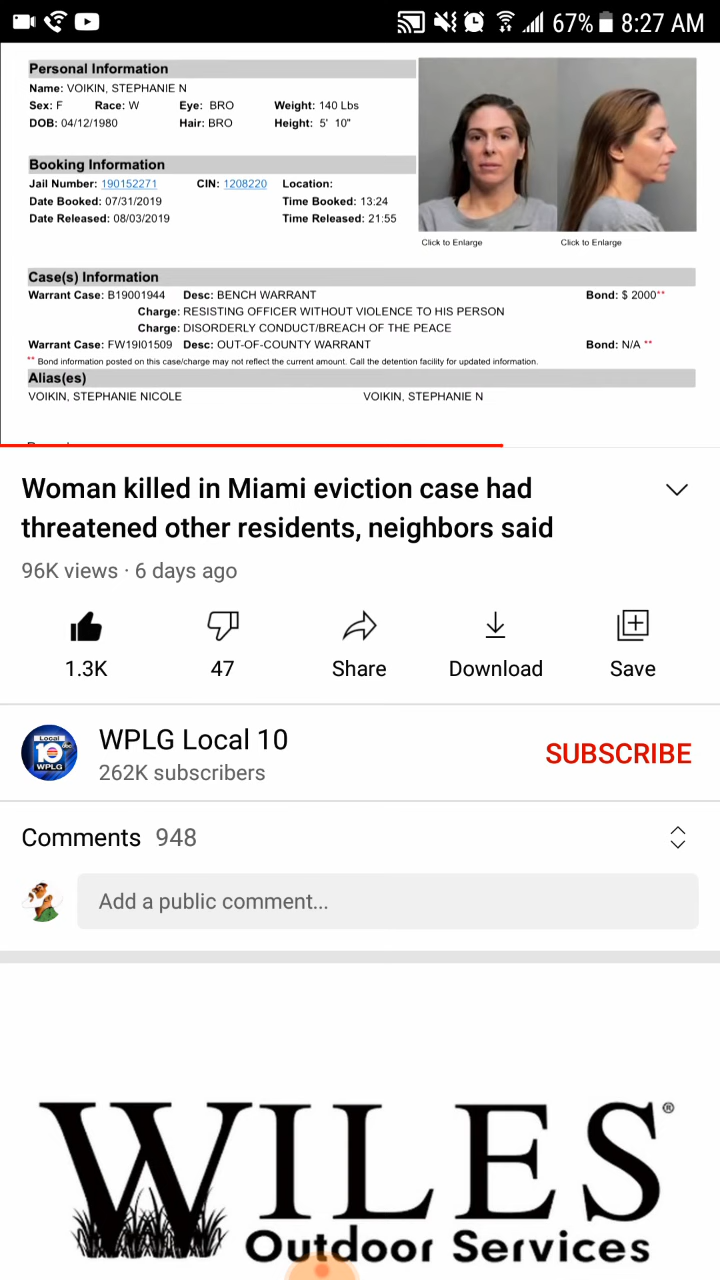 67% 8:27 AM
Personal Information
Name: VOIKIN, STEPHANIE N
Sex: F Race: W Eye: BRO Weight: 140 Lbs
DOB: 04/12/1980 Hair: BRO Height: 5' 10"
Booking Information
Jail Number: 190152271 CIN: 1208220 Location:
Date Booked: 07/31/2019 Time Booked: 13:24
Date Released: 08/03/2019 Time Released: 21:55
Click to Enlarge Click to Enlarge
Case(s) Information
Warrant Case: B19001944 Desc: BENCH WARRANT Bond: $ 2000**
Charge: RESISTING OFFICER WITHOUT VIOLENCE TO HIS PERSON
Charge: DISORDERLY CONDUCT/BREACH OF THE PEACE
Warrant Case: FW19I01509 Desc: OUT-OF-COUNTY WARRANT Bond: N/A **
** Bond information posted on this case/charge may not reflect the current amount. Call the detention facility for updated information.
Alias(es)
VOIKIN, STEPHANIE NICOLE VOIKIN, STEPHANIE N
Woman killed in Miami eviction case had
threatened other residents, neighbors said
96K views · 6 days ago
1.3K 47 Share Download Save
Local
10 abc
WPLG
WPLG Local 10
262K subscribers
SUBSCRIBE
Comments 948
Add a public comment...
WILES®
Outdoor Services